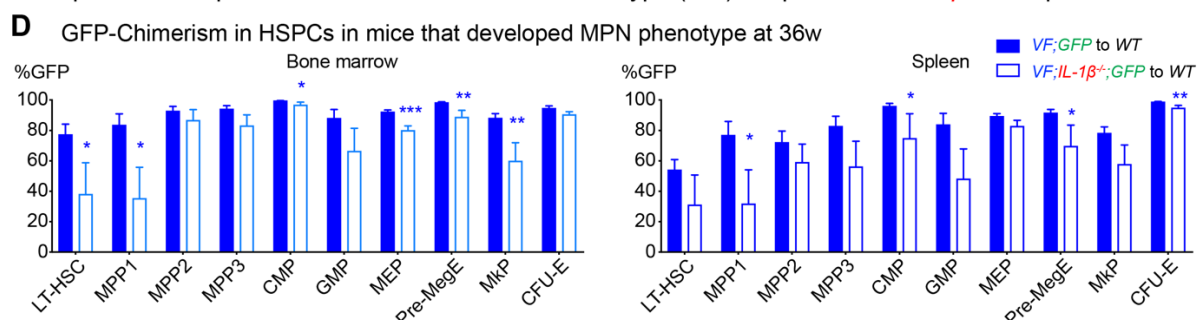 D GFP-Chimerism in HSPCs in mice that developed MPN phenotype at 36w
VF;GFP to WT
VF;IL-1β-/-;GFP to WT
%GFP
Bone marrow
100
80
60
40
20
0
*
*
*
***
**
**
LT-HSC
MPP1
MPP2
MPP3
CMP
GMP
MEP
Pre-MegE
MkP
CFU-E
%GFP
Spleen
100
80
60
40
20
0
*
*
*
**
LT-HSC
MPP1
MPP2
MPP3
CMP
GMP
MEP
Pre-MegE
MkP
CFU-E